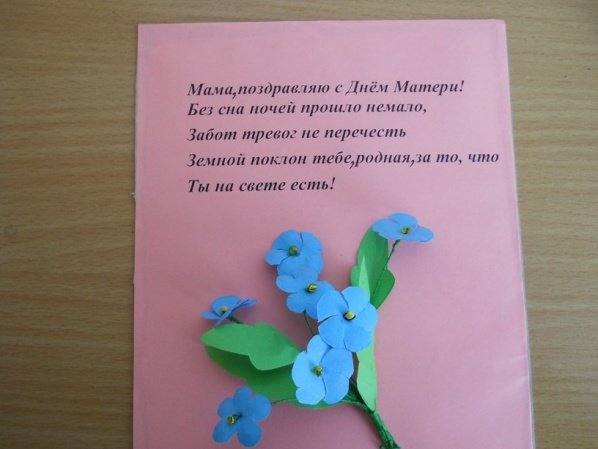 Мама,поздравляю с Днём Матери!
Без сна ночей прошло немало,
Забот тревог не перечесть
Земной поклон тебе,родная,за то, что
Ты на свете есть!